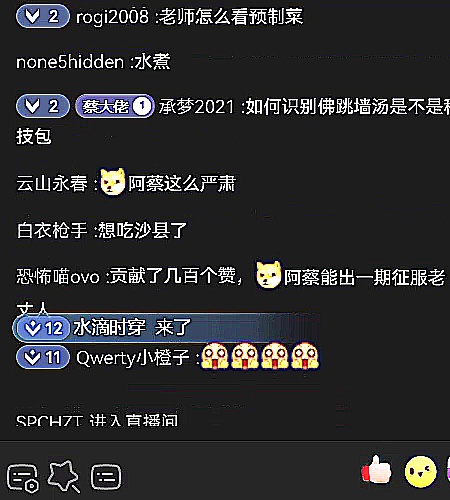 2 rogi2008 :老师怎么看预制菜
none5hidden :水煮
2 蔡大佬 1 承梦2021 :如何识别佛跳墙汤是不是科
技包
云山永春 :阿蔡这么严肃
白衣枪手 :想吃沙县了
恐怖喵ovo :贡献了几百个赞，阿蔡能出一期征服老
丈人
12 水滴时穿 来了
11 Qwerty小橙子 :
SPCHZT 进入直播间